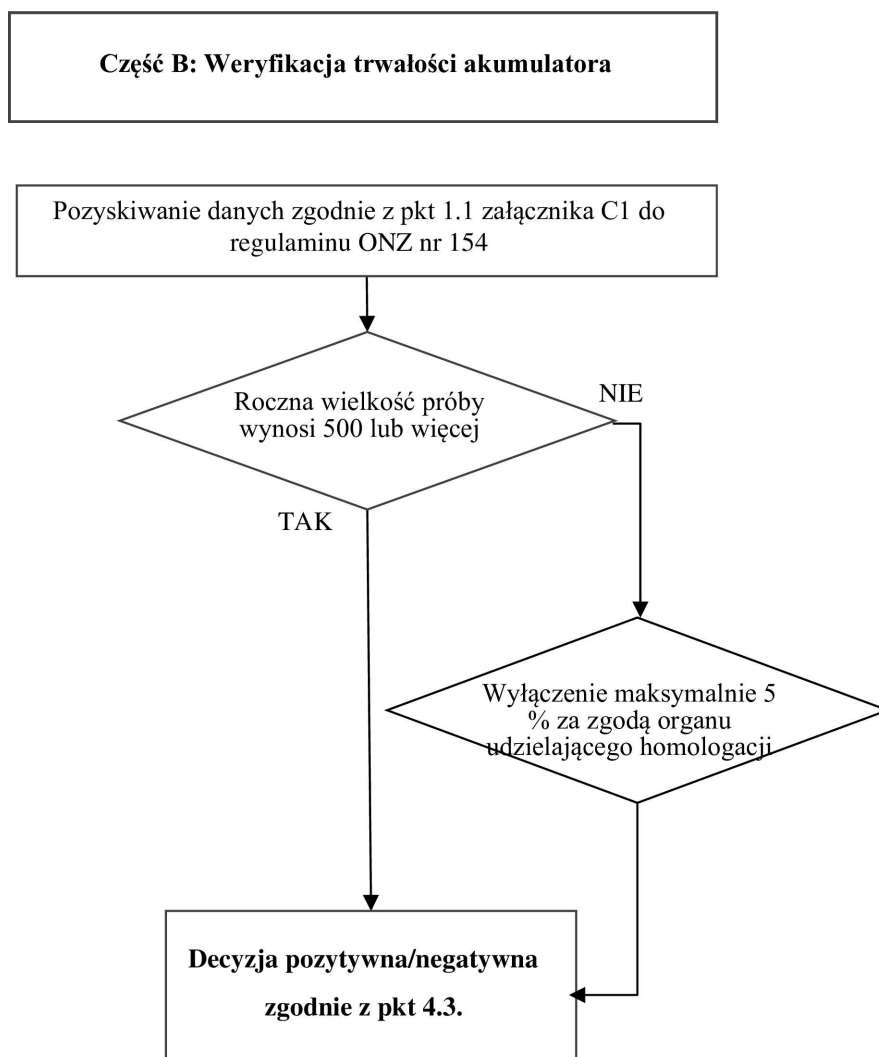 Część B: Weryfikacja trwałości akumulatora
Pozyskiwanie danych zgodnie z pkt 1.1 załącznika C1 do
regulaminu ONZ nr 154
Roczna wielkość próby
wynosi 500 lub więcej
NIE
TAK
Wyłączenie maksymalnie 5
% za zgodą organu
udzielającego homologacji
Decyzja pozytywna/negatywna
zgodnie z pkt 4.3.